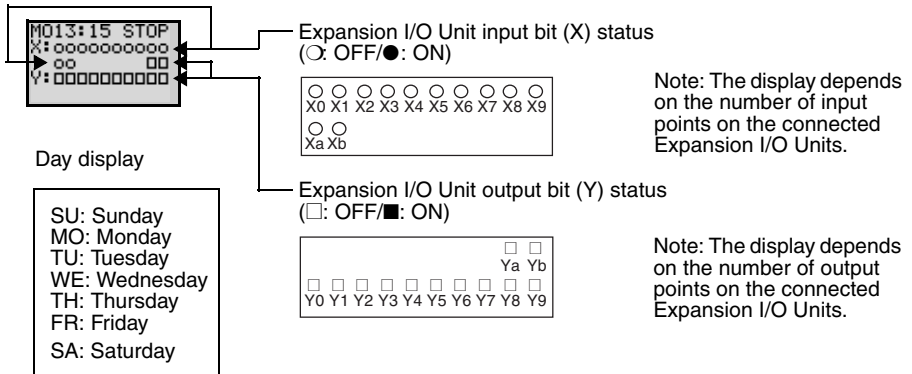 MO13:15 STOP
X:○○○○○○○○○○
○○ □□
Y:□□□□□□□□□□
Expansion I/O Unit input bit (X) status
(○: OFF/●: ON)
X0 X1 X2 X3 X4 X5 X6 X7 X8 X9
Xa Xb
Note: The display depends
on the number of input
points on the connected
Expansion I/O Units.
Day display
SU: Sunday
MO: Monday
TU: Tuesday
WE: Wednesday
TH: Thursday
FR: Friday
SA: Saturday
Expansion I/O Unit output bit (Y) status
(□: OFF/■: ON)
Ya Yb
Y0 Y1 Y2 Y3 Y4 Y5 Y6 Y7 Y8 Y9
Note: The display depends
on the number of output
points on the connected
Expansion I/O Units.